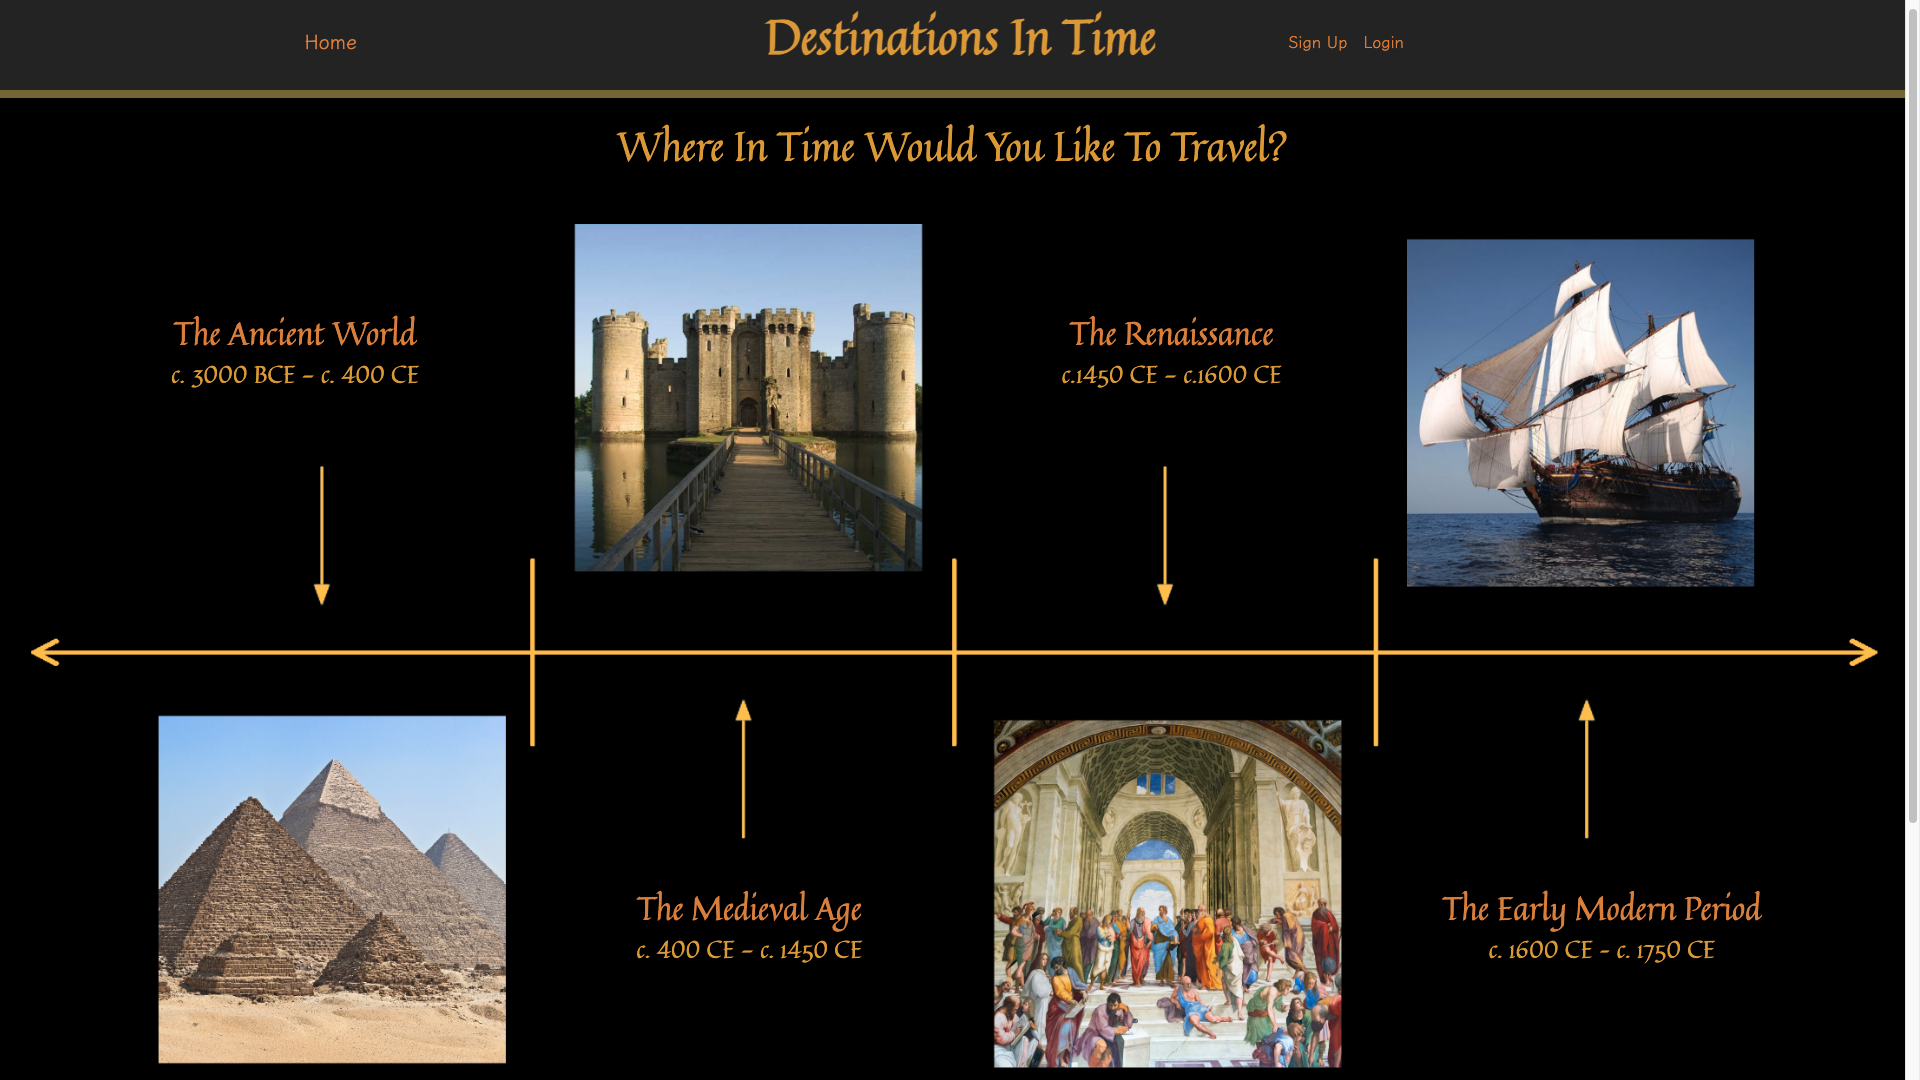 Home
Destinations In Time
Sign Up
Login
Where In Time Would You Like To Travel?
The Ancient World
c. 3000 BCE – c. 400 CE
The Renaissance
c.1450 CE – c.1600 CE
The Medieval Age
c. 400 CE – c. 1450 CE
The Early Modern Period
c. 1600 CE – c. 1750 CE